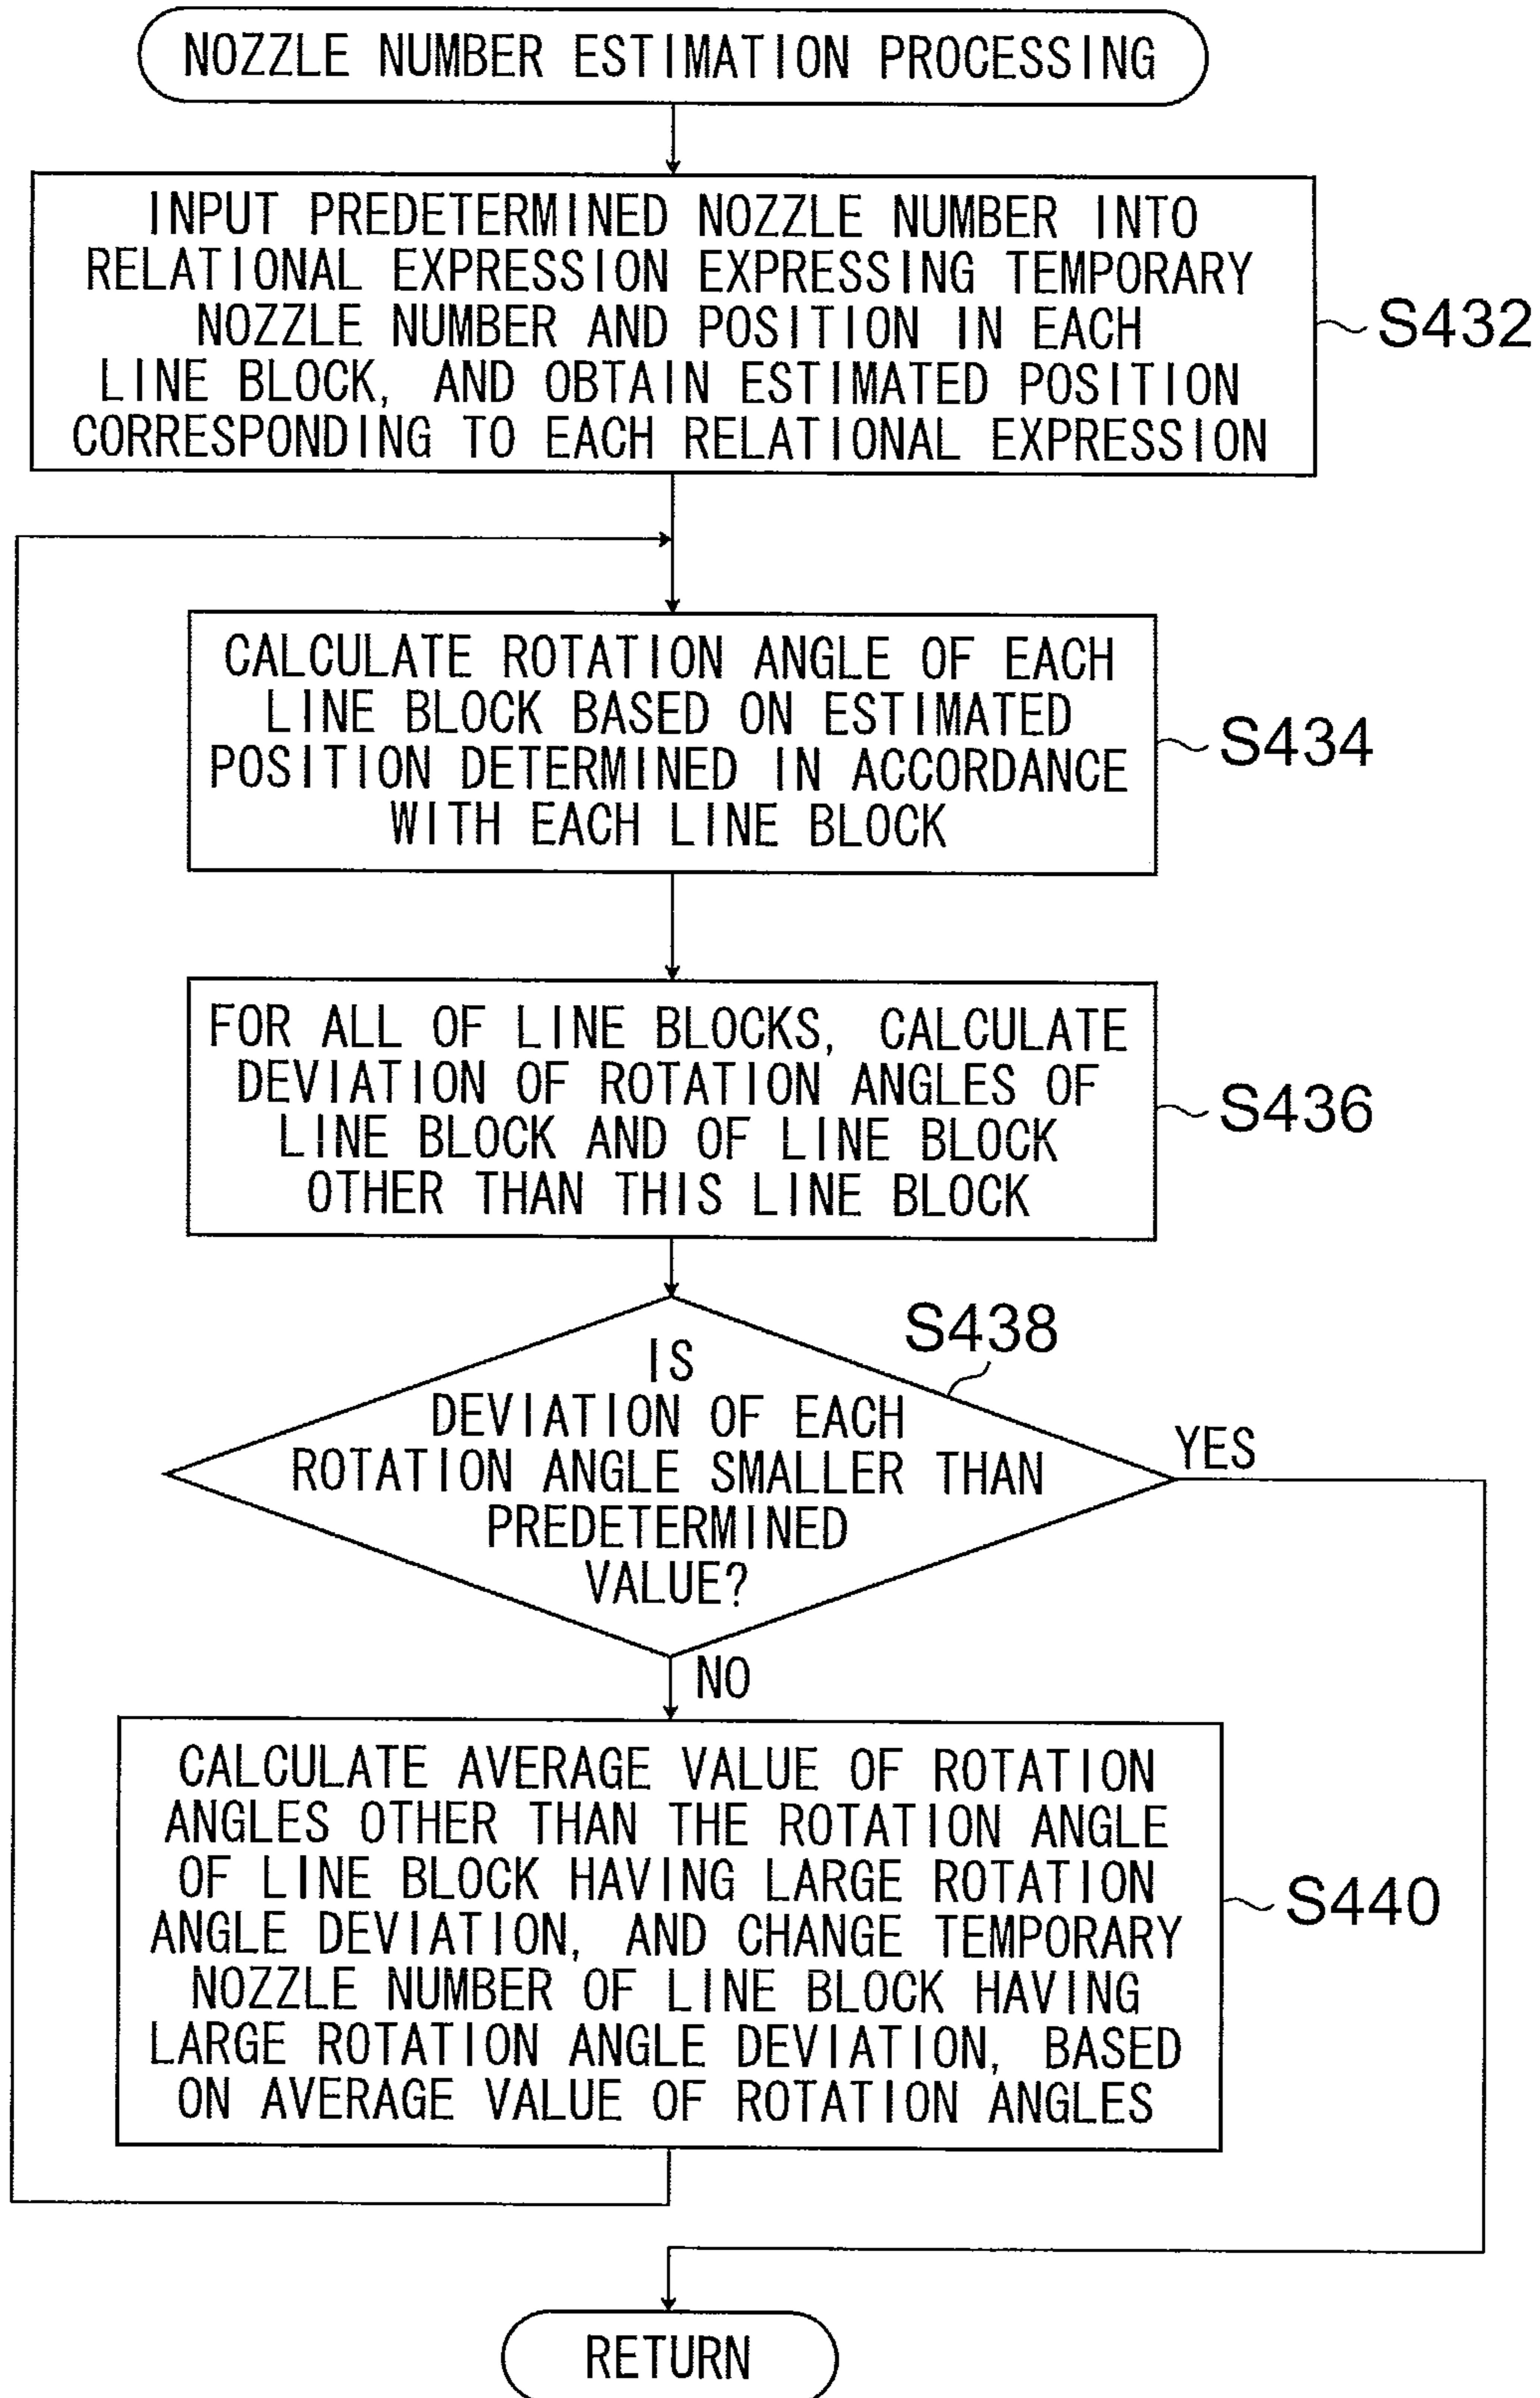 NOZZLE NUMBER ESTIMATION PROCESSING
INPUT PREDETERMINED NOZZLE NUMBER INTO
RELATIONAL EXPRESSION EXPRESSING TEMPORARY
NOZZLE NUMBER AND POSITION IN EACH
LINE BLOCK, AND OBTAIN ESTIMATED POSITION
CORRESPONDING TO EACH RELATIONAL EXPRESSION
S432
CALCULATE ROTATION ANGLE OF EACH
LINE BLOCK BASED ON ESTIMATED
POSITION DETERMINED IN ACCORDANCE
WITH EACH LINE BLOCK
S434
FOR ALL OF LINE BLOCKS, CALCULATE
DEVIATION OF ROTATION ANGLES OF
LINE BLOCK AND OF LINE BLOCK
OTHER THAN THIS LINE BLOCK
S436
S438
IS
DEVIATION OF EACH
ROTATION ANGLE SMALLER THAN
PREDETERMINED
VALUE?
YES
NO
CALCULATE AVERAGE VALUE OF ROTATION
ANGLES OTHER THAN THE ROTATION ANGLE
OF LINE BLOCK HAVING LARGE ROTATION
ANGLE DEVIATION, AND CHANGE TEMPORARY
NOZZLE NUMBER OF LINE BLOCK HAVING
LARGE ROTATION ANGLE DEVIATION, BASED
ON AVERAGE VALUE OF ROTATION ANGLES
S440
RETURN